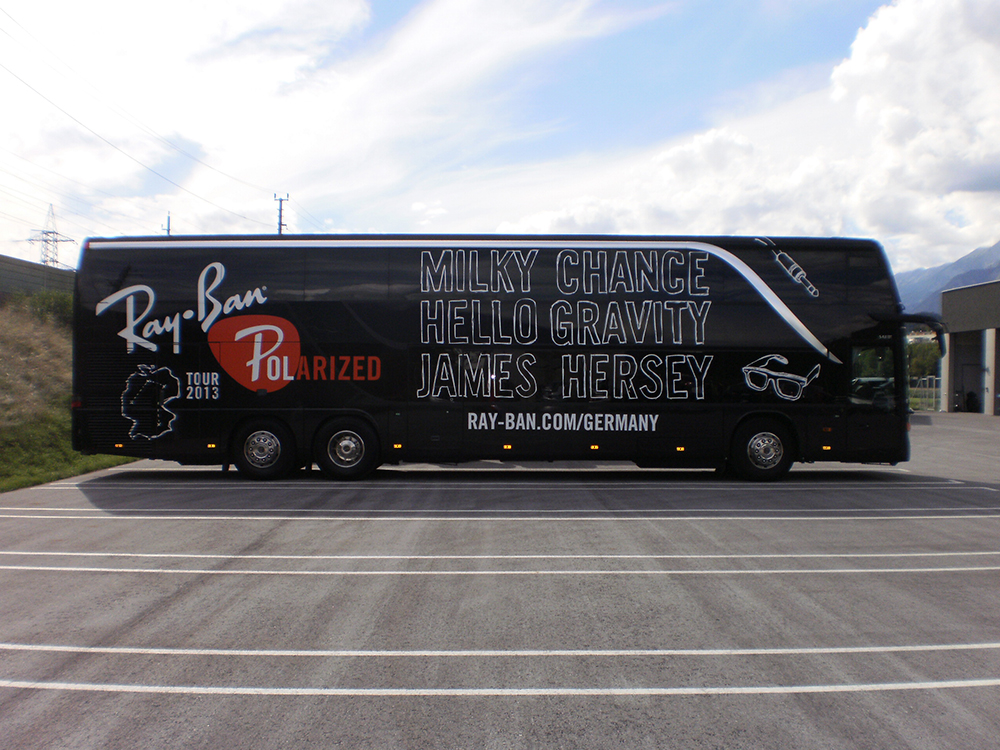 Ray-Ban
POLARIZED
TOUR
2013
MILKY CHANCE
HELLO GRAVITY
JAMES HERSEY
RAY-BAN.COM/GERMANY